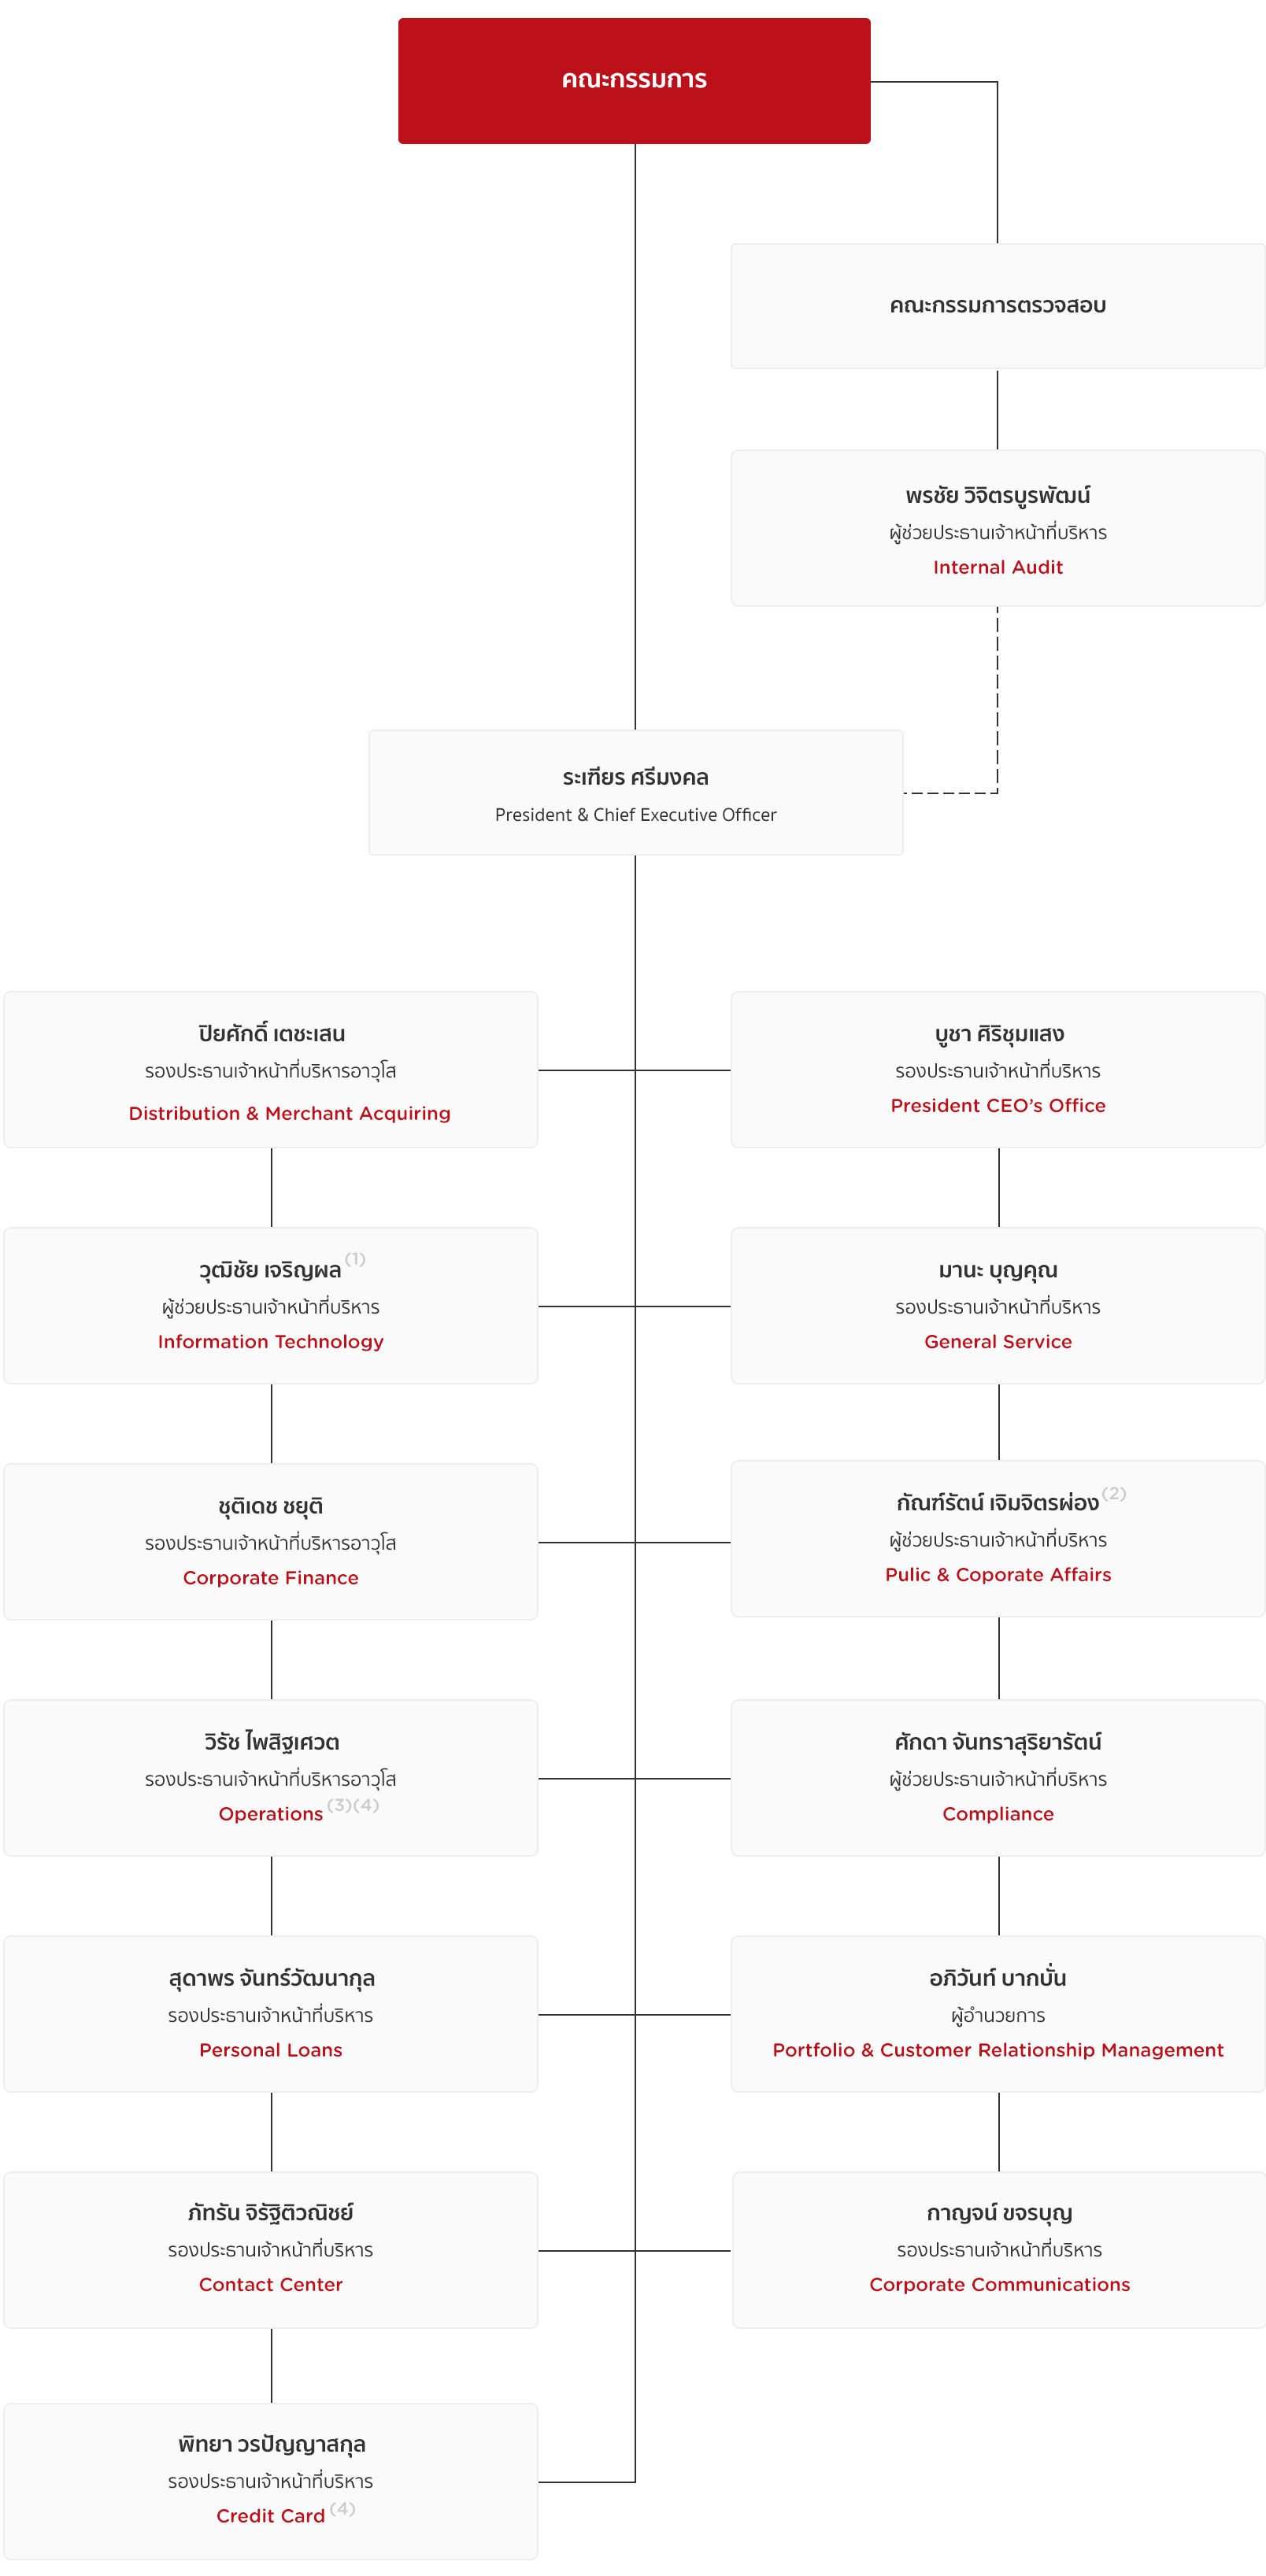 คณะกรรมการ
คณะกรรมการตรวจสอบ
พรชัย วิจิตรบูรพัฒน์
ผู้ช่วยประธานเจ้าหน้าที่บริหาร
Internal Audit
ระเฑียร ศรีมงคล
President & Chief Executive Officer
ปิยศักดิ์ เตชะเสน
รองประธานเจ้าหน้าที่บริหารอาวุโส
Distribution & Merchant Acquiring
บูชา ศิริชุมแสง
รองประธานเจ้าหน้าที่บริหาร
President CEO’s Office
วุฒิชัย เจริญผล (1)
ผู้ช่วยประธานเจ้าหน้าที่บริหาร
Information Technology
มานะ บุญคุณ
รองประธานเจ้าหน้าที่บริหาร
General Service
ชุติเดช ชยุติ
รองประธานเจ้าหน้าที่บริหารอาวุโส
Corporate Finance
กัณฑ์รัตน์ เจิมจิตรผ่อง (2)
ผู้ช่วยประธานเจ้าหน้าที่บริหาร
Pulic & Coporate Affairs
วิรัช ไพสิฐเศวต
รองประธานเจ้าหน้าที่บริหารอาวุโส
Operations (3)(4)
ศักดา จันทราสุริยารัตน์
ผู้ช่วยประธานเจ้าหน้าที่บริหาร
Compliance
สุดาพร จันทร์วัฒนากุล
รองประธานเจ้าหน้าที่บริหาร
Personal Loans
อภิวันท์ บากบั่น
ผู้อำนวยการ
Portfolio & Customer Relationship Management
ภัทรัน จิรัฐิติวณิชย์
รองประธานเจ้าหน้าที่บริหาร
Contact Center
กาญจน์ ขจรบุญ
รองประธานเจ้าหน้าที่บริหาร
Corporate Communications
พิทยา วรปัญญาสกุล
รองประธานเจ้าหน้าที่บริหาร
Credit Card (4)